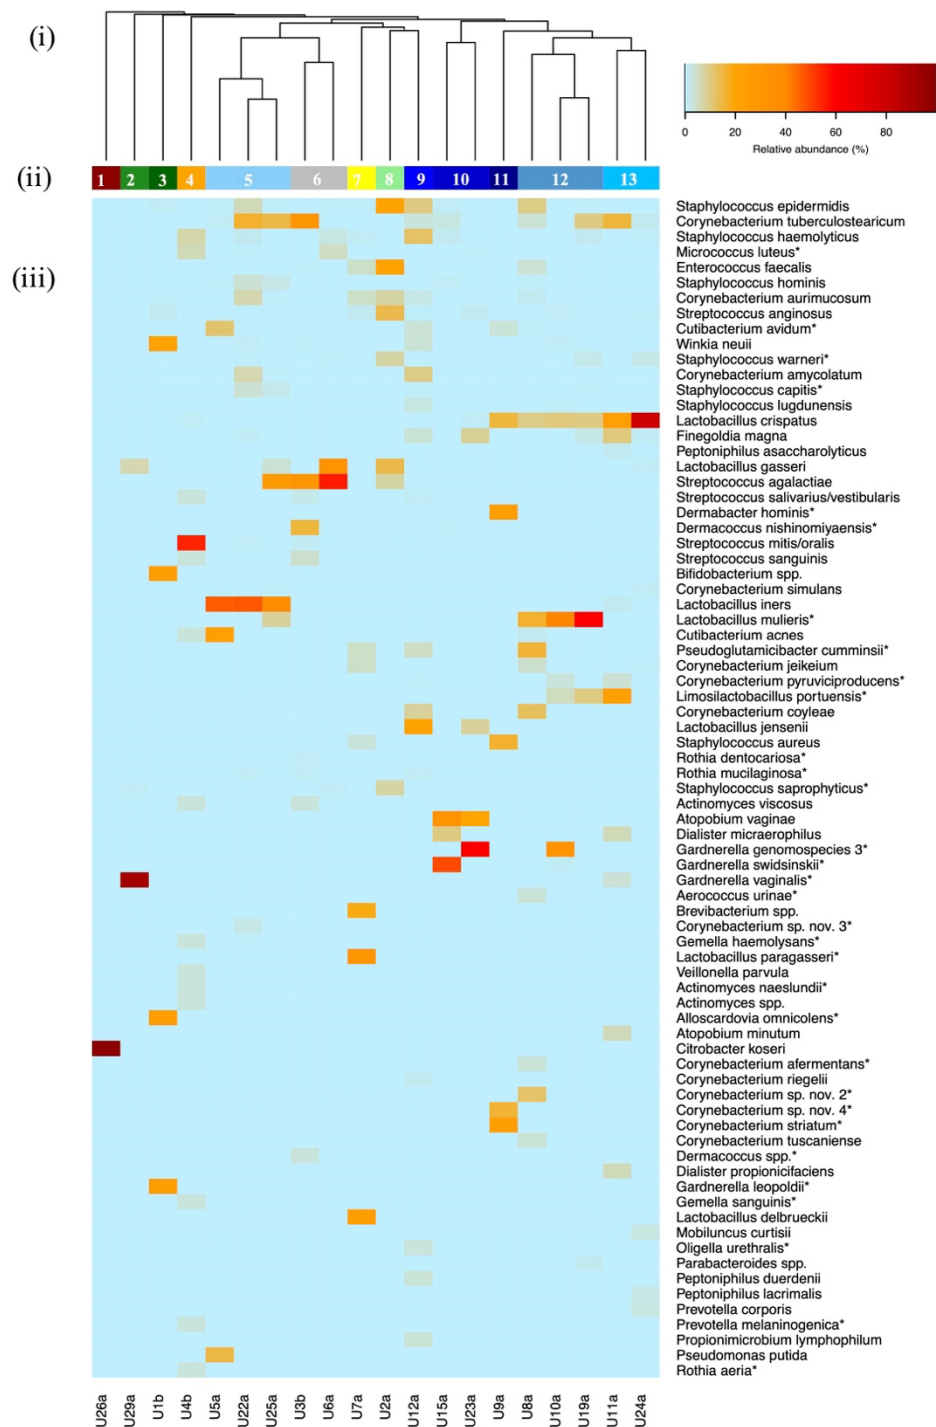 (i)
0 20 40 60 80
Relative abundance (%)
(ii)
1 2 3 4 5 6 7 8 9 10 11 12 13
(iii)
Staphylococcus epidermidis
Corynebacterium tuberculostearicum
Staphylococcus haemolyticus
Micrococcus luteus*
Enterococcus faecalis
Staphylococcus hominis
Corynebacterium aurimucosum
Streptococcus anginosus
Cutibacterium avidum*
Winkia neuii
Staphylococcus warneri*
Corynebacterium amycolatum
Staphylococcus capitis*
Staphylococcus lugdunensis
Lactobacillus crispatus
Finegoldia magna
Peptoniphilus asaccharolyticus
Lactobacillus gasseri
Streptococcus agalactiae
Streptococcus salivarius/vestibularis
Dermabacter hominis*
Dermacoccus nishinomiyaensis*
Streptococcus mitis/oralis
Streptococcus sanguinis
Bifidobacterium spp.
Corynebacterium simulans
Lactobacillus iners
Lactobacillus mulieris*
Cutibacterium acnes
Pseudoglutamicibacter cumminsii*
Corynebacterium jeikeium
Corynebacterium pyruviciproducens*
Limosilactobacillus portuensis*
Corynebacterium coyleae
Lactobacillus jensenii
Staphylococcus aureus
Rothia dentocariosa*
Rothia mucilaginosa*
Staphylococcus saprophyticus*
Actinomyces viscosus
Atopobium vaginae
Dialister micraerophilus
Gardnerella genomospecies 3*
Gardnerella swidsinskii*
Gardnerella vaginalis*
Aerococcus urinae*
Brevibacterium spp.
Corynebacterium sp. nov. 3*
Gemella haemolysans*
Lactobacillus paragasseri*
Veillonella parvula
Actinomyces naeslundii*
Actinomyces spp.
Alloscardovia omnicolens*
Atopobium minutum
Citrobacter koseri
Corynebacterium afermentans*
Corynebacterium riegelii
Corynebacterium sp. nov. 2*
Corynebacterium sp. nov. 4*
Corynebacterium striatum*
Corynebacterium tuscaniense
Dermacoccus spp.*
Dialister propionicifaciens
Gardnerella leopoldii*
Gemella sanguinis*
Lactobacillus delbrueckii
Mobiluncus curtisii
Oligella urethralis*
Parabacteroides spp.
Peptoniphilus duerdenii
Peptoniphilus lacrimalis
Prevotella corporis
Prevotella melaninogenica*
Propionimicrobium lymphophilum
Pseudomonas putida
Rothia aeria*
U26a U29a U1b U4b U5a U22a U25a U3b U6a U7a U2a U12a U15a U23a U9a U8a U10a U19a U11a U24a